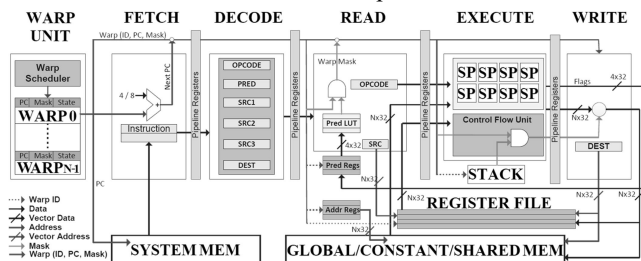 WARP
UNIT
FETCH
DECODE
READ
EXECUTE
WRITE
Warp (ID, PC, Mask)
Warp (ID, PC, Mask)
Warp
Scheduler
PC Mask State
WARP 0
PC Mask State
WARPN-1
Next PC
4 / 8
Instruction
PC
Pipeline Registers
OPCODE
PRED
SRC1
SRC2
SRC3
DEST
Pipeline Registers
Warp Mask
OPCODE
Pred LUT
4x32
SRC
Nx32
Pred Regs
Addr Regs
Nx32
Pipeline Registers
SP SP SP SP
SP SP SP SP
Control Flow Unit
STACK
Nx32
Pipeline Registers
Flags
4x32
Nx32
DEST
Nx32
Nx32
REGISTER FILE
SYSTEM MEM
GLOBAL/CONSTANT/SHARED MEM
Warp ID
Data
Vector Data
Address
Vector Address
Mask
Warp (ID, PC, Mask)